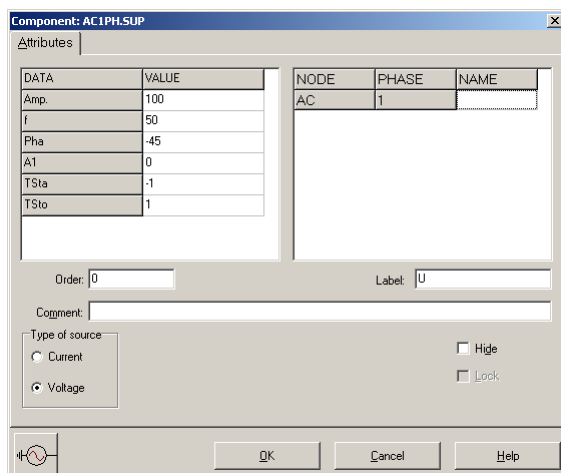 Component: AC1PH.SUP
Attributes
DATA VALUE
Amp. 100
f 50
Pha -45
A1 0
TSta -1
TSto 1
NODE PHASE NAME
AC 1
Order: 0
Label: U
Comment:
Type of source
Current
Voltage
Hide
Lock
OK Cancel Help